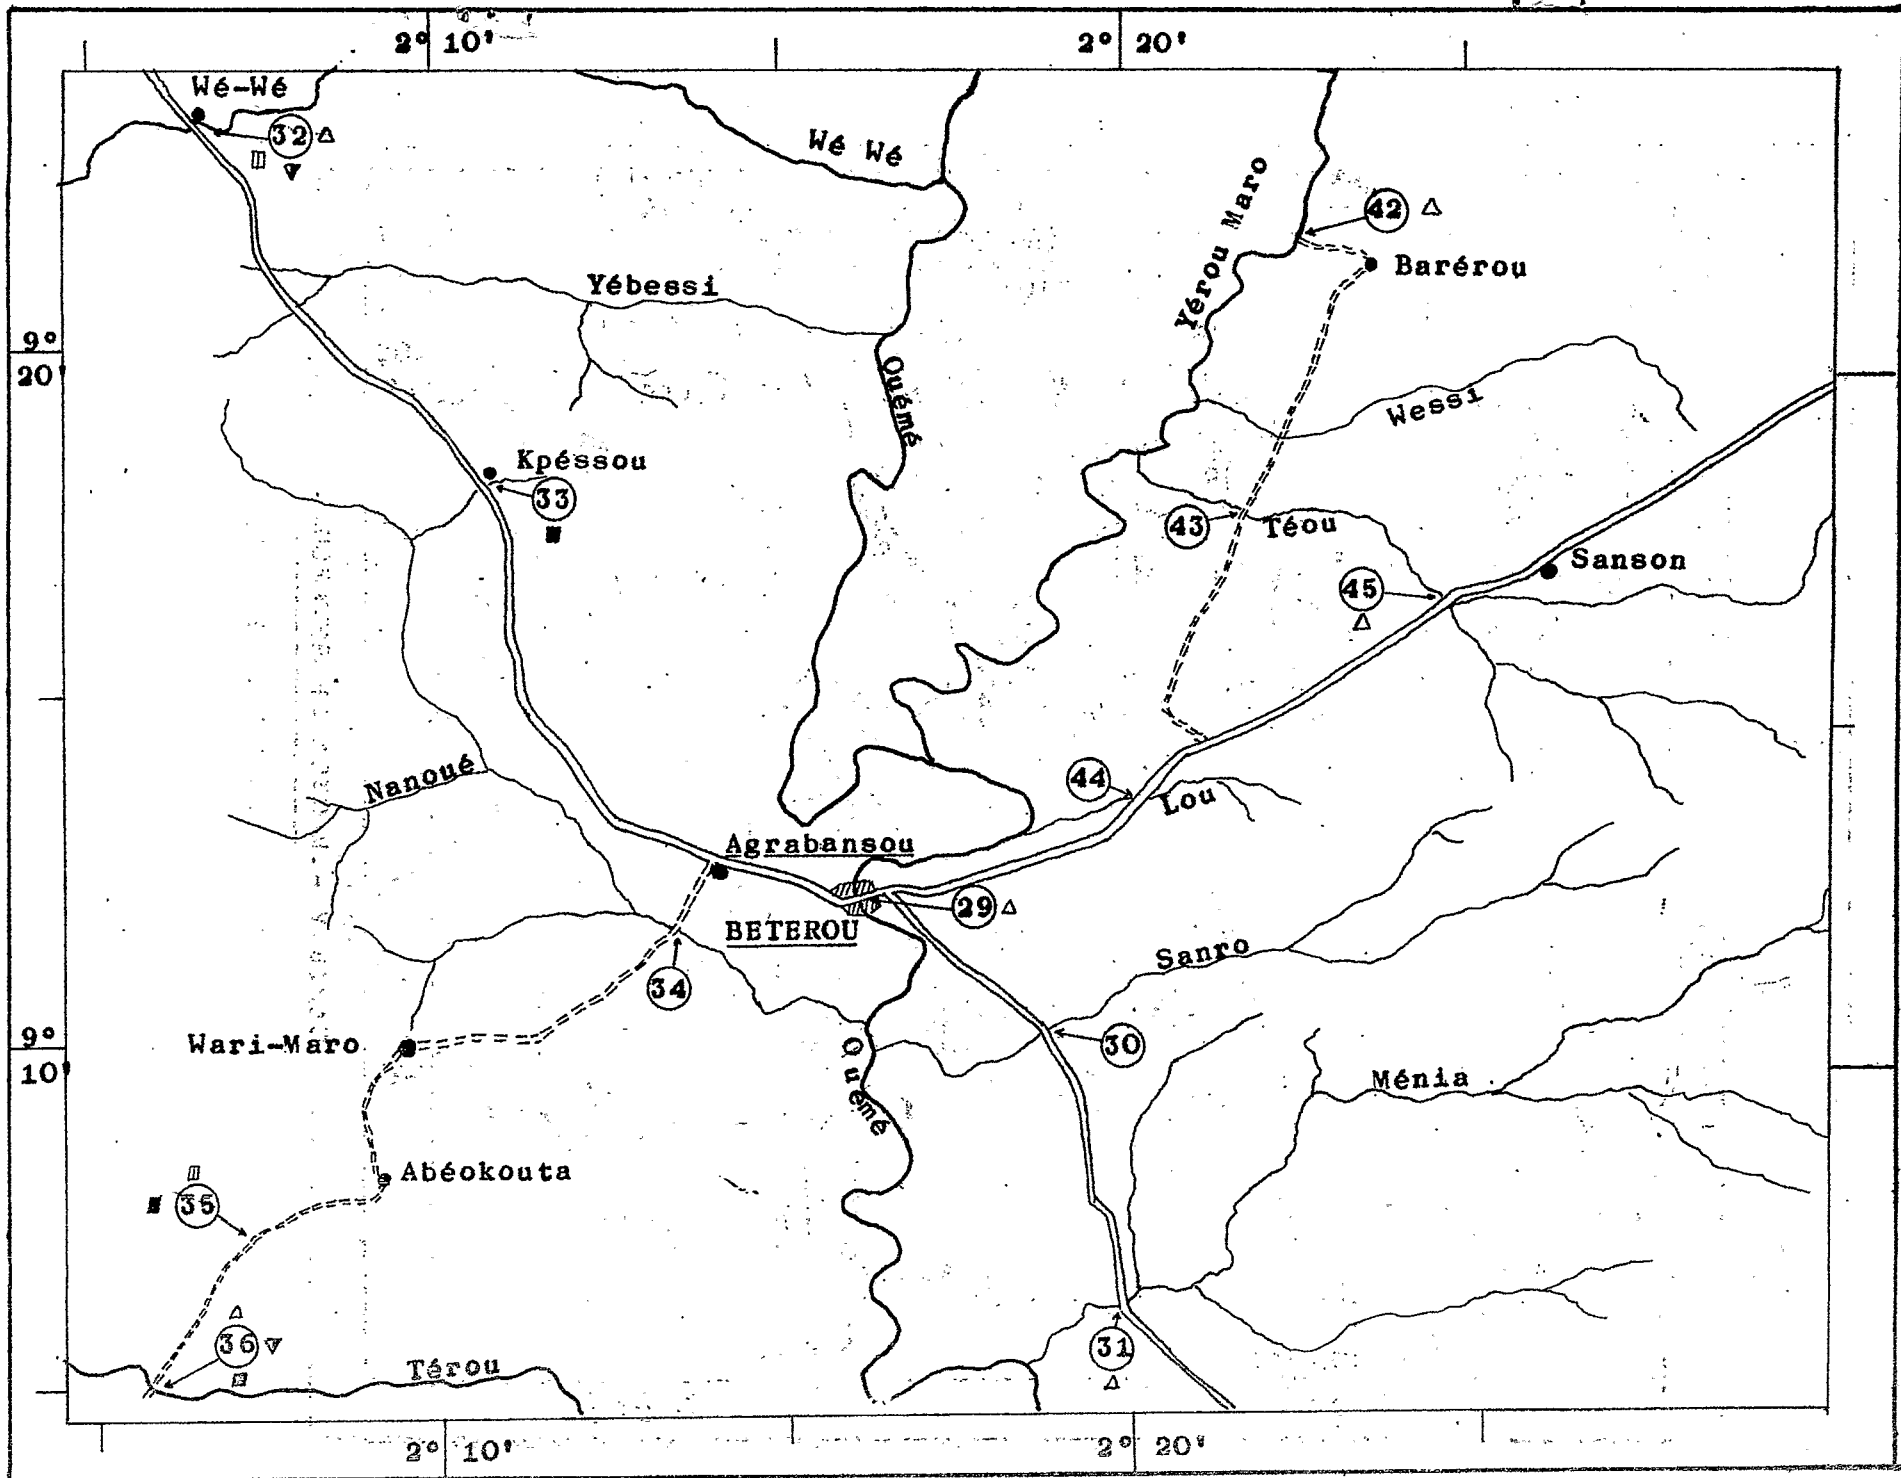 2° 10'
2° 20'
Wé-Wé
32
Wé Wé
Yérou Maro
42
Barérou
Yébessi
9°
20'
Ouémé
Wessi
Kpéssou
33
43
Téou
Sanson
45
Nanoué
44
Lou
Agrabansou
29
BETEROU
Sanro
34
Wari-Maro
30
9°
10'
Ouémé
Ménia
Abéokouta
35
36
Térou
31
2° 10'
2° 20'